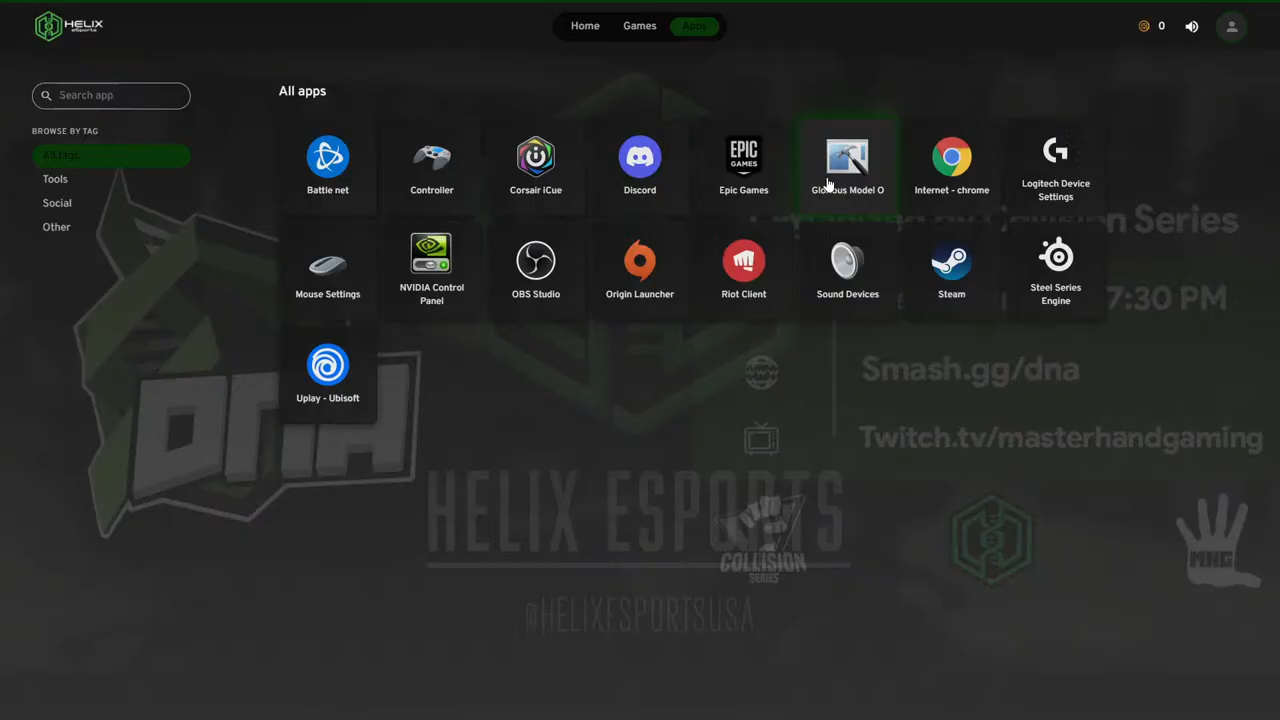 HELIX
eSports
Home
Games
Apps
0
Search app
BROWSE BY TAG
All tags
Tools
Social
Other
All apps
Battle net
Controller
Corsair iCue
Discord
EPIC
GAMES
Epic Games
Glorious Model O
Internet - chrome
Logitech Device
Settings
Mouse Settings
NVIDIA Control
Panel
OBS Studio
Origin Launcher
Riot Client
Sound Devices
Steam
Steel Series
Engine
Uplay - Ubisoft
Collision Series
7:30 PM
WWW
Smash.gg/dna
Twitch.tv/masterhandgaming
DNA
HELIX ESPORTS
COLLISION
SERIES
MHG
@HELIXESPORTSUSA